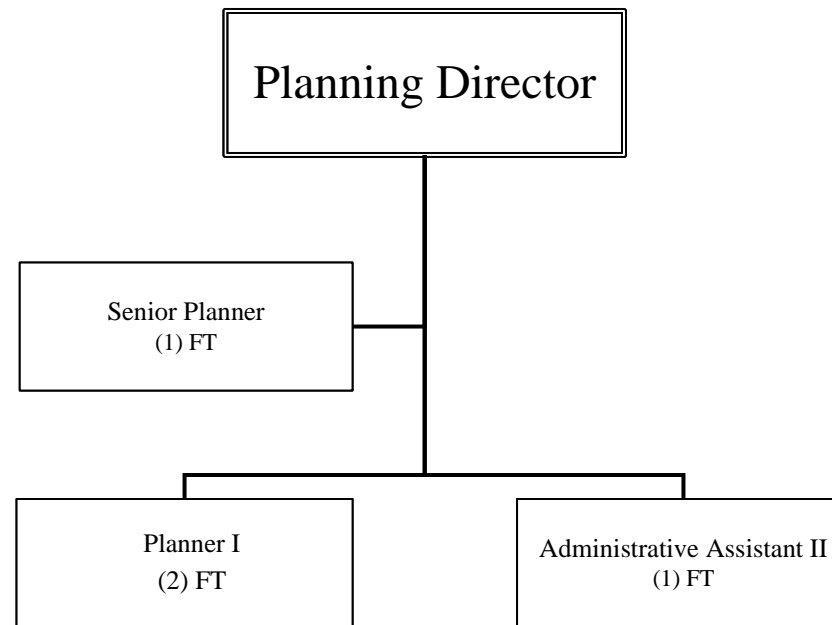 Planning Director
Senior Planner
(1) FT
Planner I
(2) FT
Administrative Assistant II
(1) FT